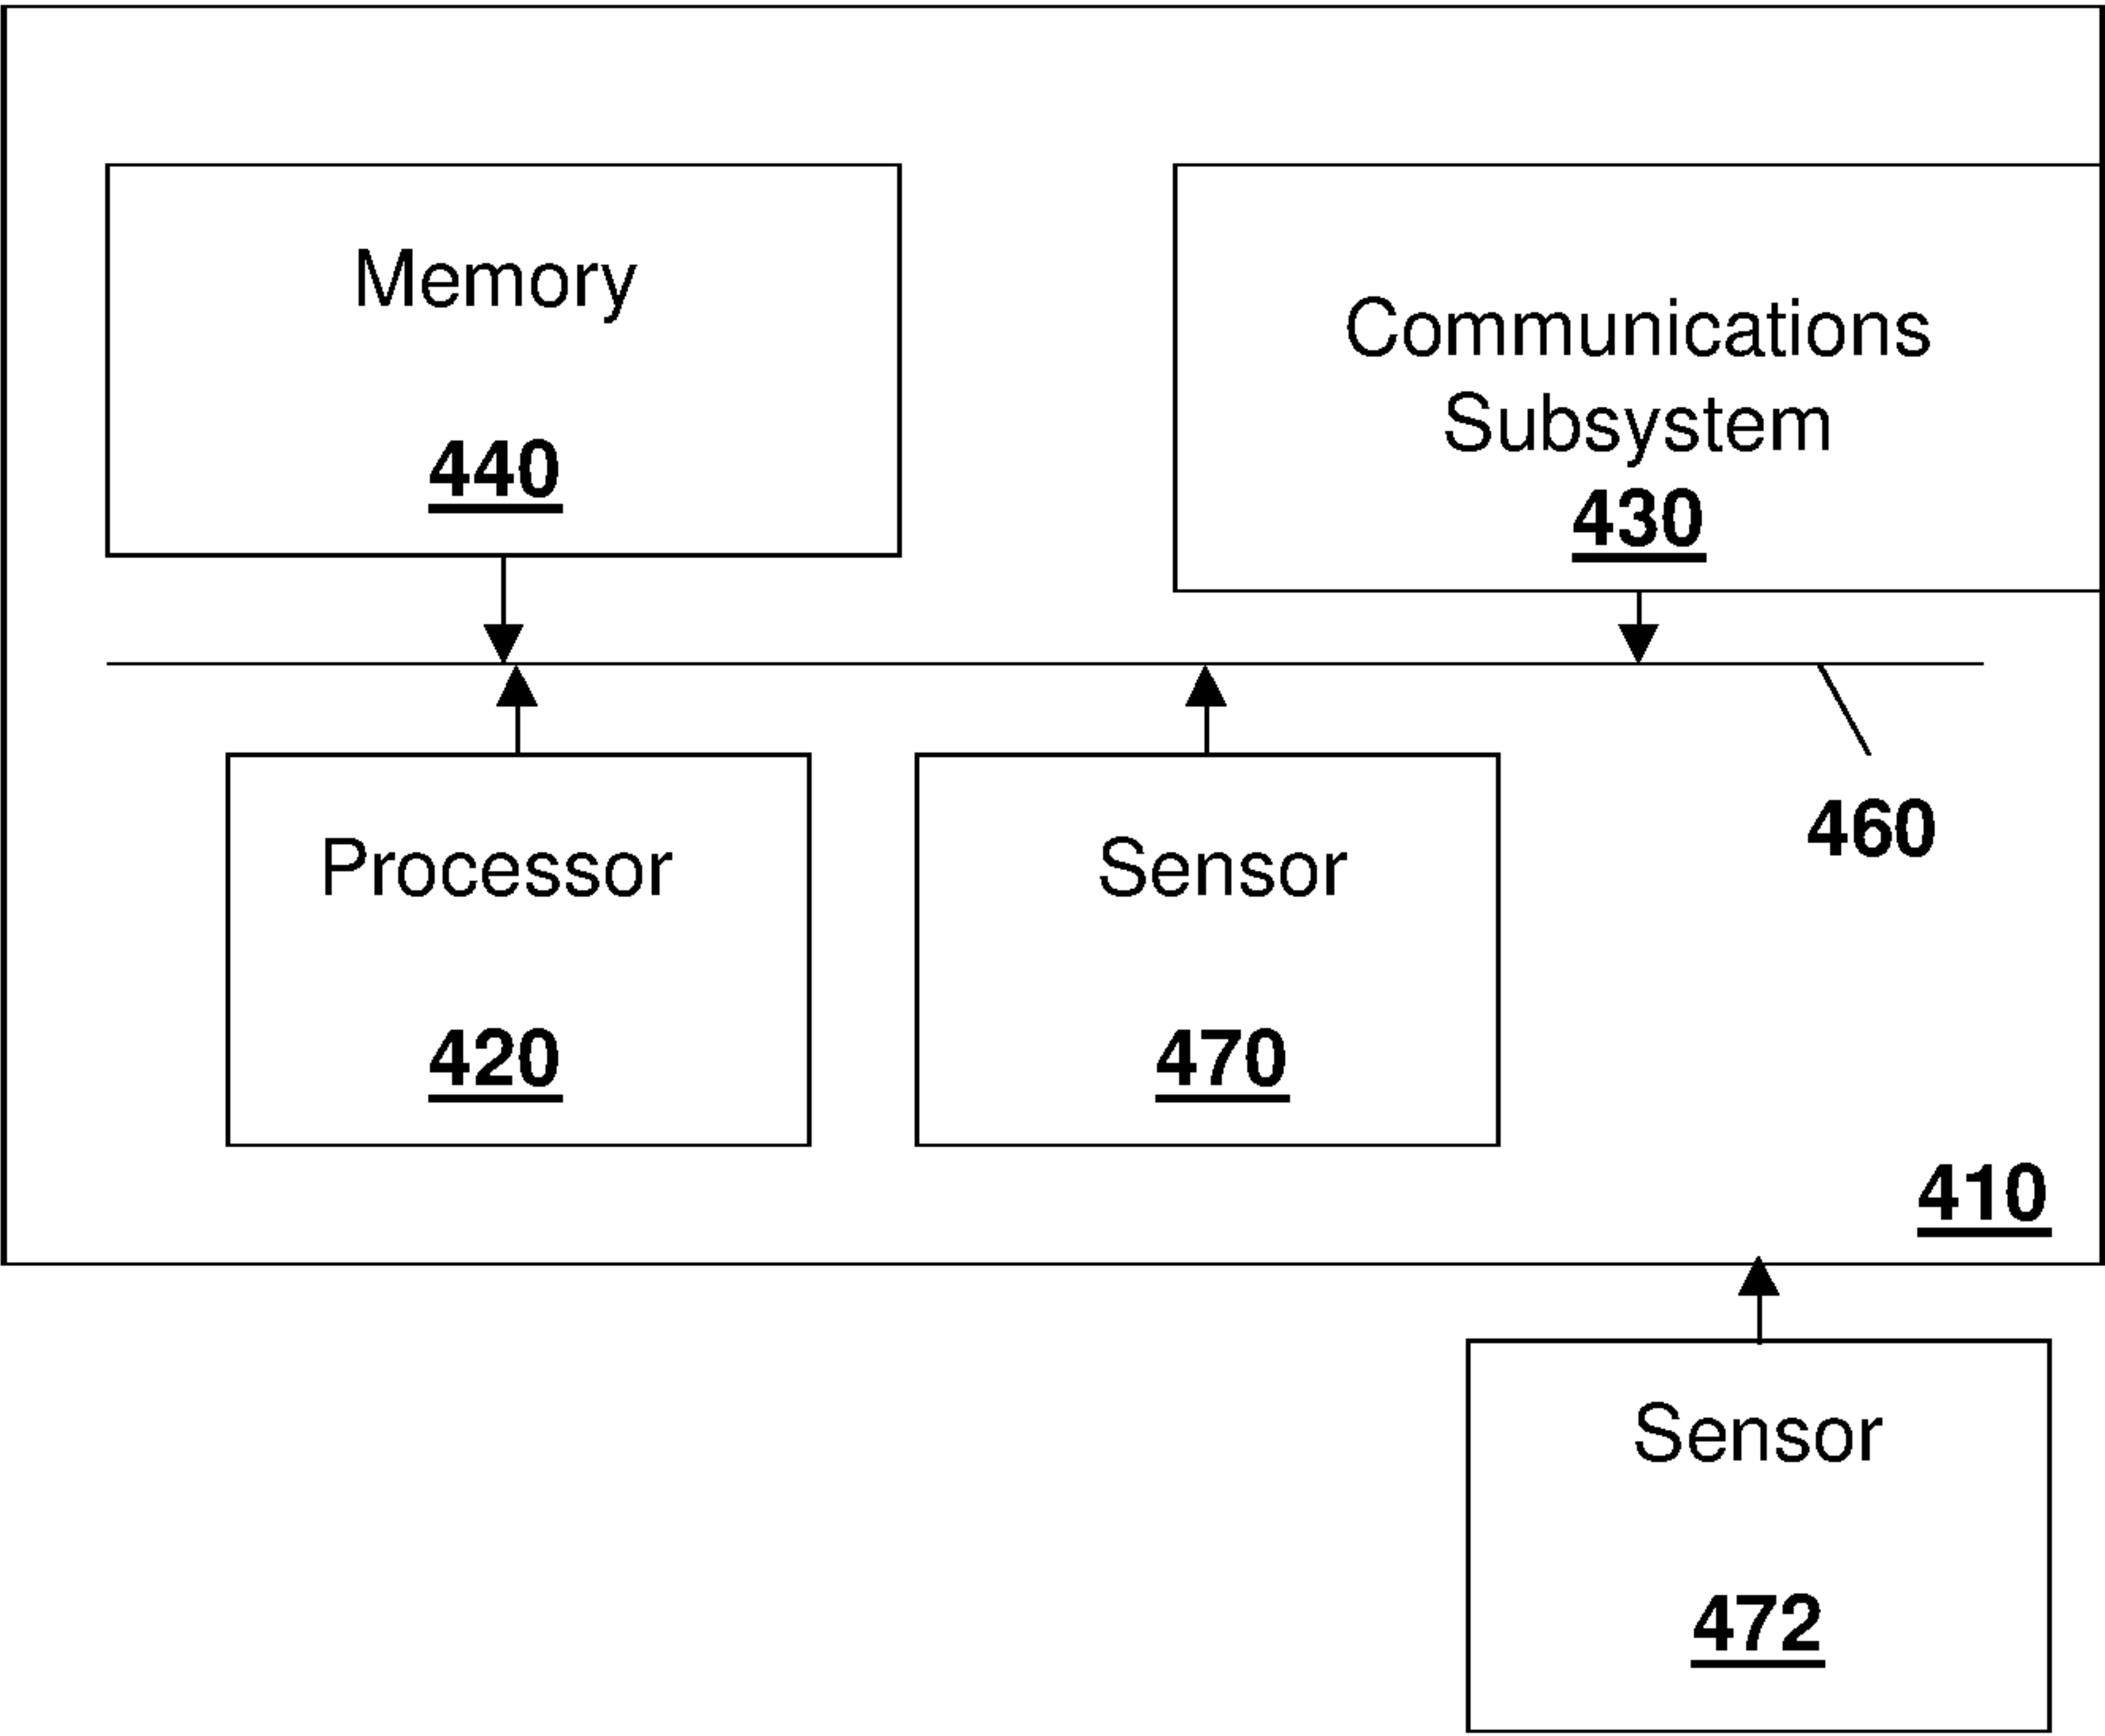 Memory
440
Communications
Subsystem
430
Processor
420
Sensor
470
460
410
Sensor
472